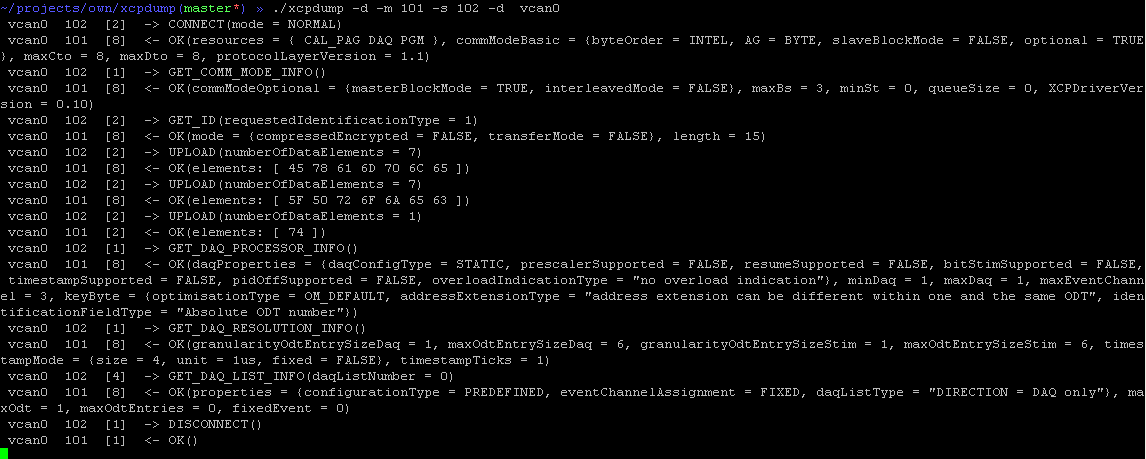 ~/projects/own/xcpdump(master*) » ./xcpdump -d -m 101 -s 102 -d  vcan0
 vcan0  102  [2]  -> CONNECT(mode = NORMAL)
 vcan0  101  [8]  <- OK(resources = { CAL_PAG DAQ PGM }, commModeBasic = {byteOrder = INTEL, AG = BYTE, slaveBlockMode = FALSE, optional = TRUE
}, maxCto = 8, maxDto = 8, protocolLayerVersion = 1.1)
 vcan0  102  [1]  -> GET_COMM_MODE_INFO()
 vcan0  101  [8]  <- OK(commModeOptional = {masterBlockMode = TRUE, interleavedMode = FALSE}, maxBs = 3, minSt = 0, queueSize = 0, XCPDriverVer
sion = 0.10)
 vcan0  102  [2]  -> GET_ID(requestedIdentificationType = 1)
 vcan0  101  [8]  <- OK(mode = {compressedEncrypted = FALSE, transferMode = FALSE}, length = 15)
 vcan0  102  [2]  -> UPLOAD(numberOfDataElements = 7)
 vcan0  101  [8]  <- OK(elements: [ 45 78 61 6D 70 6C 65 ])
 vcan0  102  [2]  -> UPLOAD(numberOfDataElements = 7)
 vcan0  101  [8]  <- OK(elements: [ 5F 50 72 6F 6A 65 63 ])
 vcan0  102  [2]  -> UPLOAD(numberOfDataElements = 1)
 vcan0  101  [2]  <- OK(elements: [ 74 ])
 vcan0  102  [1]  -> GET_DAQ_PROCESSOR_INFO()
 vcan0  101  [8]  <- OK(daqProperties = {daqConfigType = STATIC, prescalerSupported = FALSE, resumeSupported = FALSE, bitStimSupported = FALSE,
 timestampSupported = FALSE, pidOffSupported = FALSE, overloadIndicationType = "no overload indication"}, minDaq = 1, maxDaq = 1, maxEventChann
el = 3, keyByte = {optimisationType = OM_DEFAULT, addressExtensionType = "address extension can be different within one and the same ODT", iden
tificationFieldType = "Absolute ODT number"})
 vcan0  102  [1]  -> GET_DAQ_RESOLUTION_INFO()
 vcan0  101  [8]  <- OK(granularityOdtEntrySizeDaq = 1, maxOdtEntrySizeDaq = 6, granularityOdtEntrySizeStim = 1, maxOdtEntrySizeStim = 6, times
tampMode = {size = 4, unit = 1us, fixed = FALSE}, timestampTicks = 1)
 vcan0  102  [4]  -> GET_DAQ_LIST_INFO(daqListNumber = 0)
 vcan0  101  [8]  <- OK(properties = {configurationType = PREDEFINED, eventChannelAssignment = FIXED, daqListType = "DIRECTION = DAQ only"}, ma
xOdt = 1, maxOdtEntries = 0, fixedEvent = 0)
 vcan0  102  [1]  -> DISCONNECT()
 vcan0  101  [1]  <- OK()